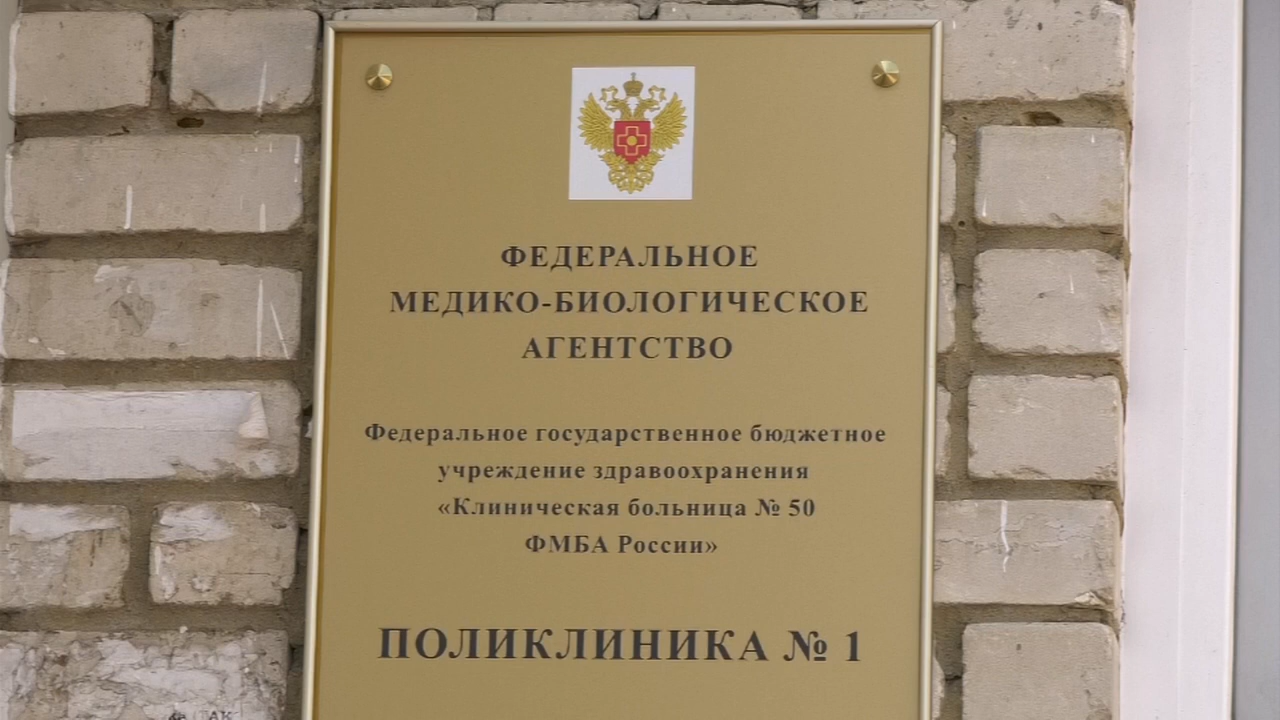 ФЕДЕРАЛЬНОЕ
МЕДИКО-БИОЛОГИЧЕСКОЕ
АГЕНТСТВО
Федеральное государственное бюджетное
учреждение здравоохранения
«Клиническая больница № 50
ФМБА России»
ПОЛИКЛИНИКА № 1